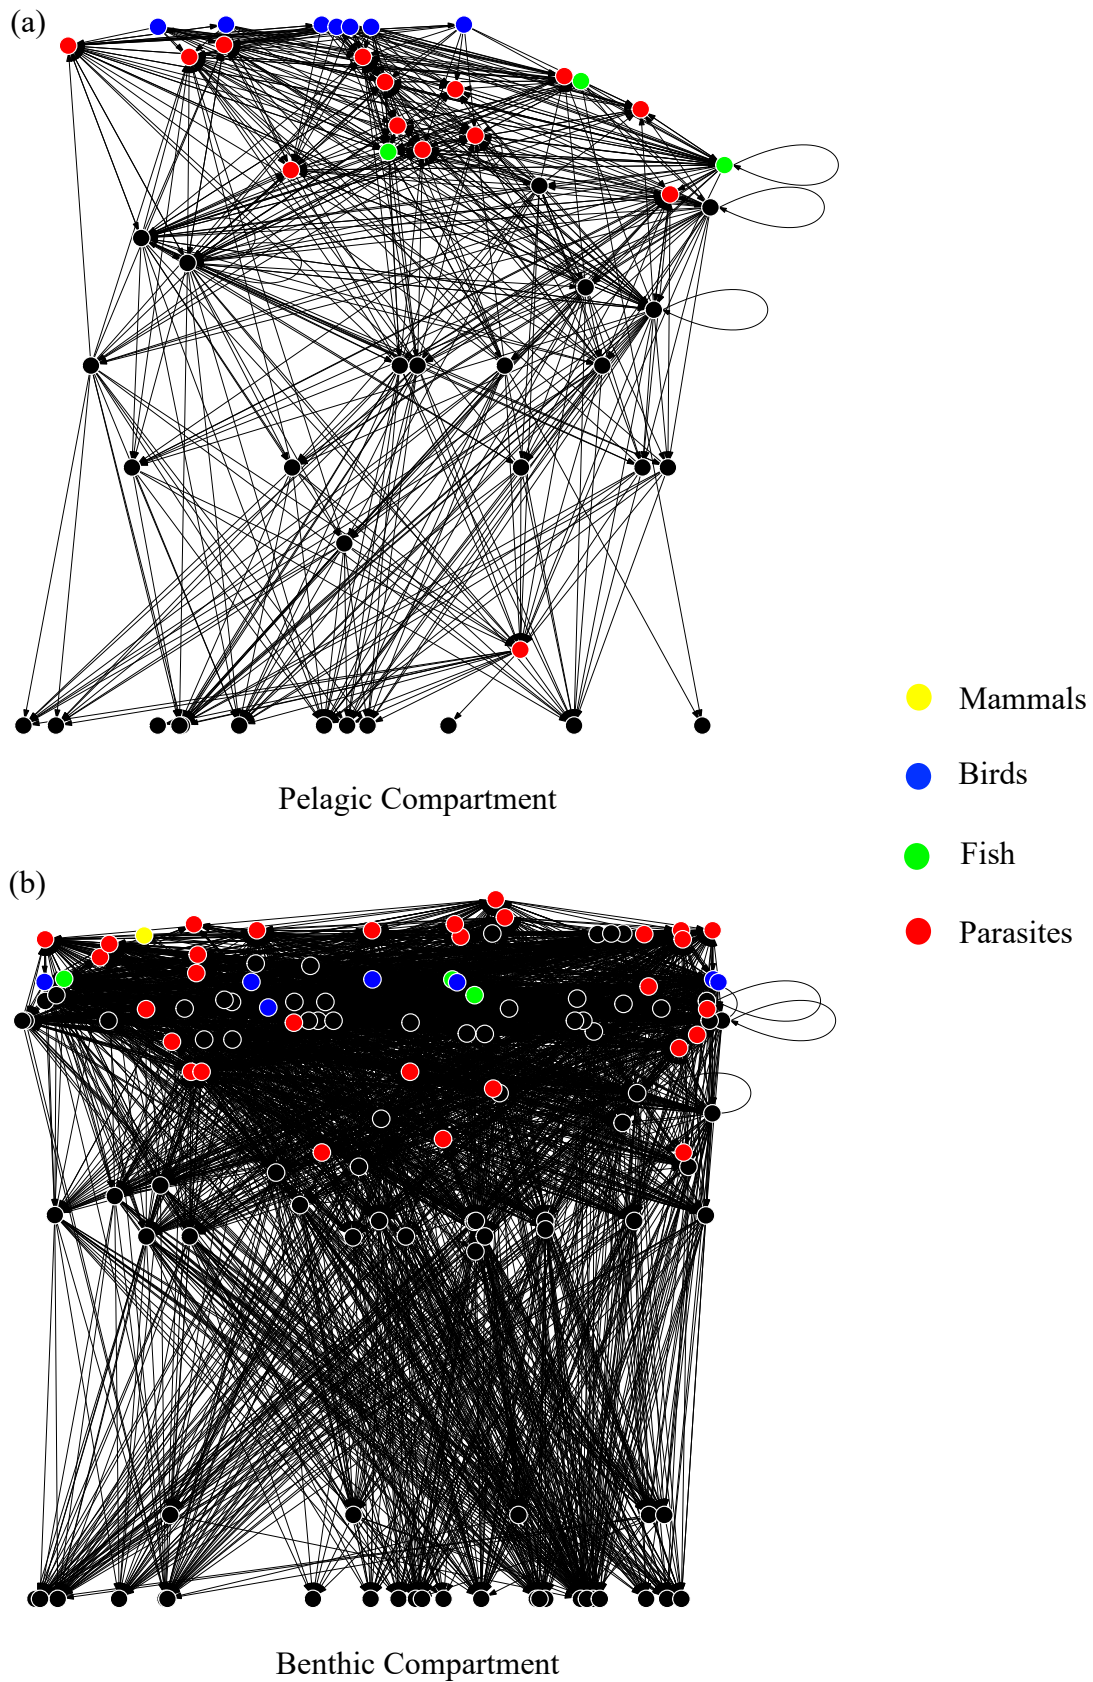 (a)
Mammals
Birds
Pelagic Compartment
Fish
(b)
Parasites
Benthic Compartment